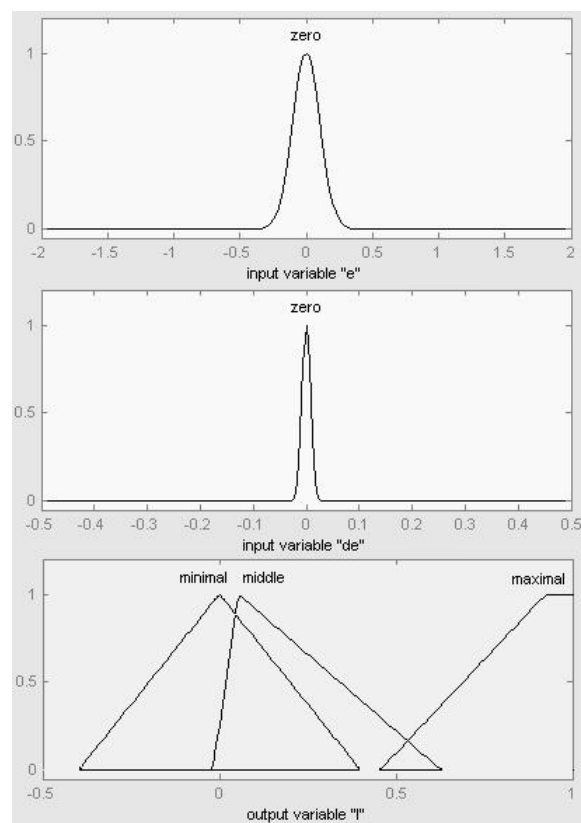 zero
1
0.5
0
-2 -1.5 -1 -0.5 0 0.5 1 1.5 2
input variable "e"
zero
1
0.5
0
-0.5 -0.4 -0.3 -0.2 -0.1 0 0.1 0.2 0.3 0.4 0.5
input variable "de"
minimal middle maximal
1
0.5
0
-0.5 0 0.5 1
output variable "I"